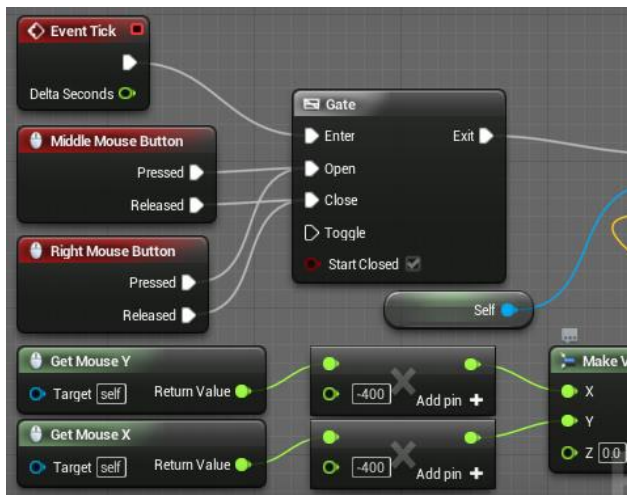 Event Tick
Delta Seconds
Middle Mouse Button
Pressed
Released
Right Mouse Button
Pressed
Released
Gate
Enter Exit
Open
Close
Toggle
Start Closed
Self
Get Mouse Y
Target self Return Value
-400 Add pin +
Get Mouse X
Target self Return Value
-400 Add pin +
Make V
X
Y
Z 0.0